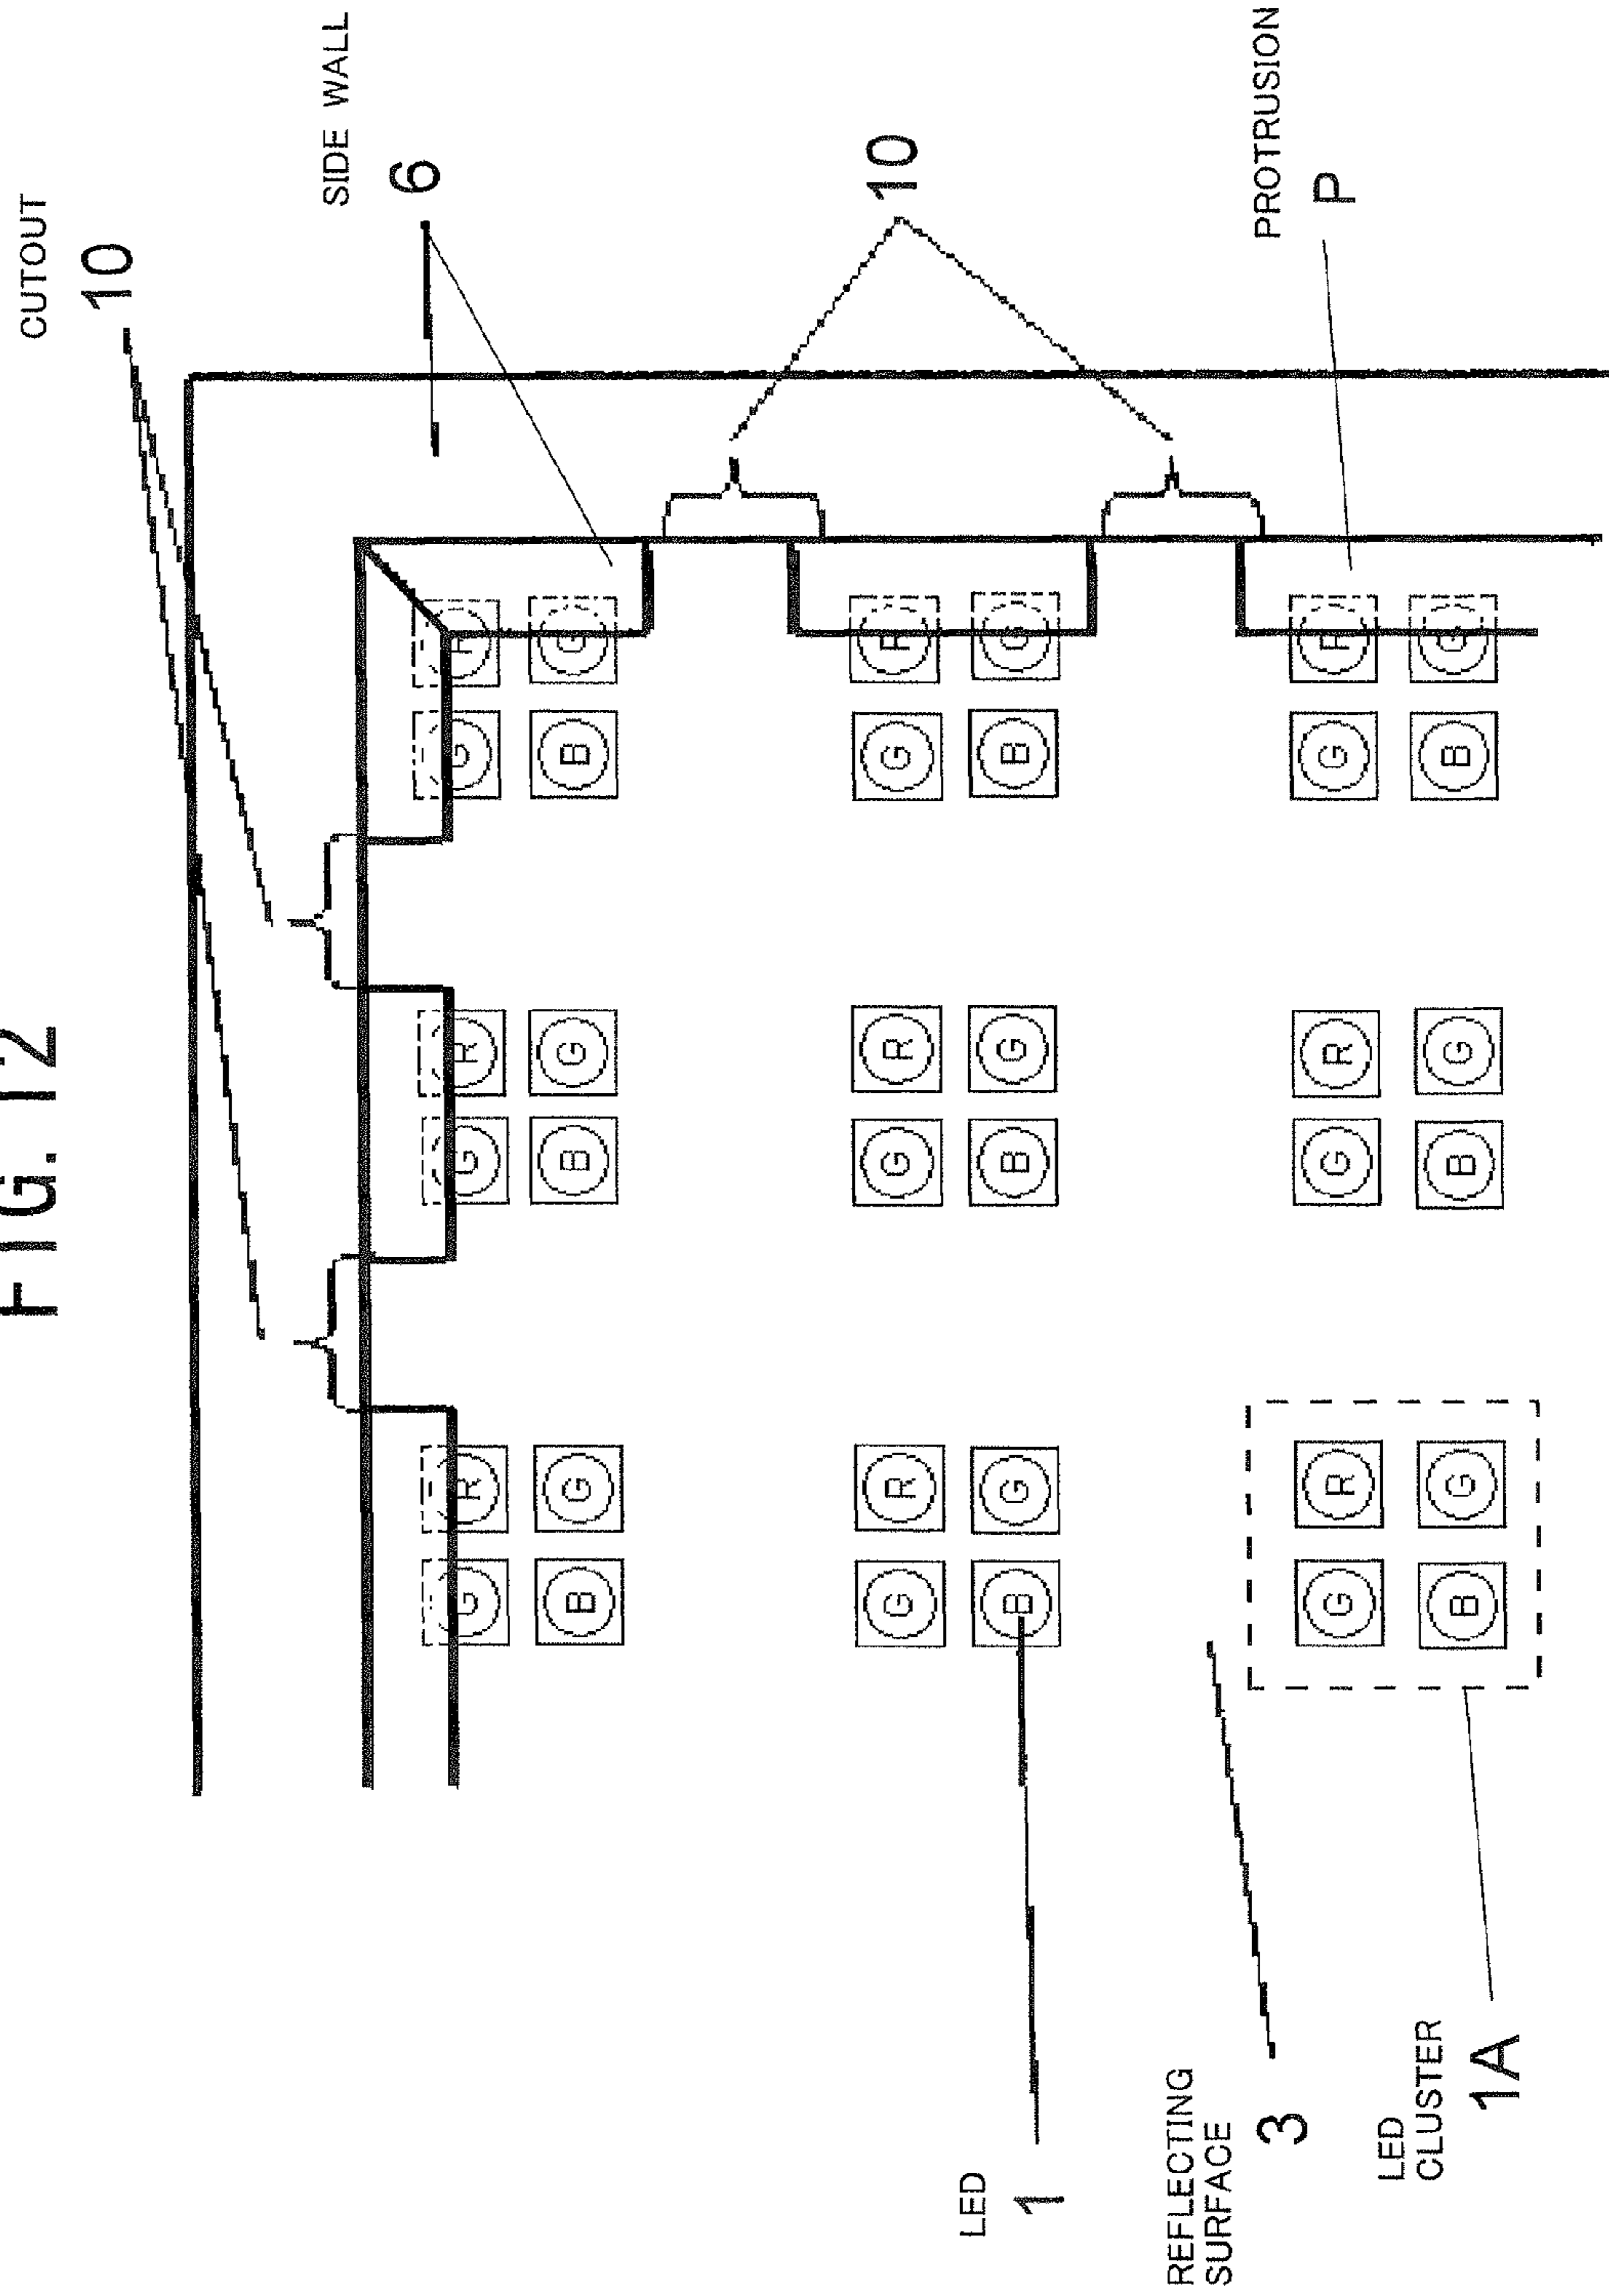 FIG. 12
CUTOUT
10
SIDE WALL
6
G R G R G R
B G B G B G
10
G R G R G R
B G B G B G
LED
1
REFLECTING
SURFACE
3
PROTRUSION
P
G R G R G R
B G B G B G
LED
CLUSTER
1A